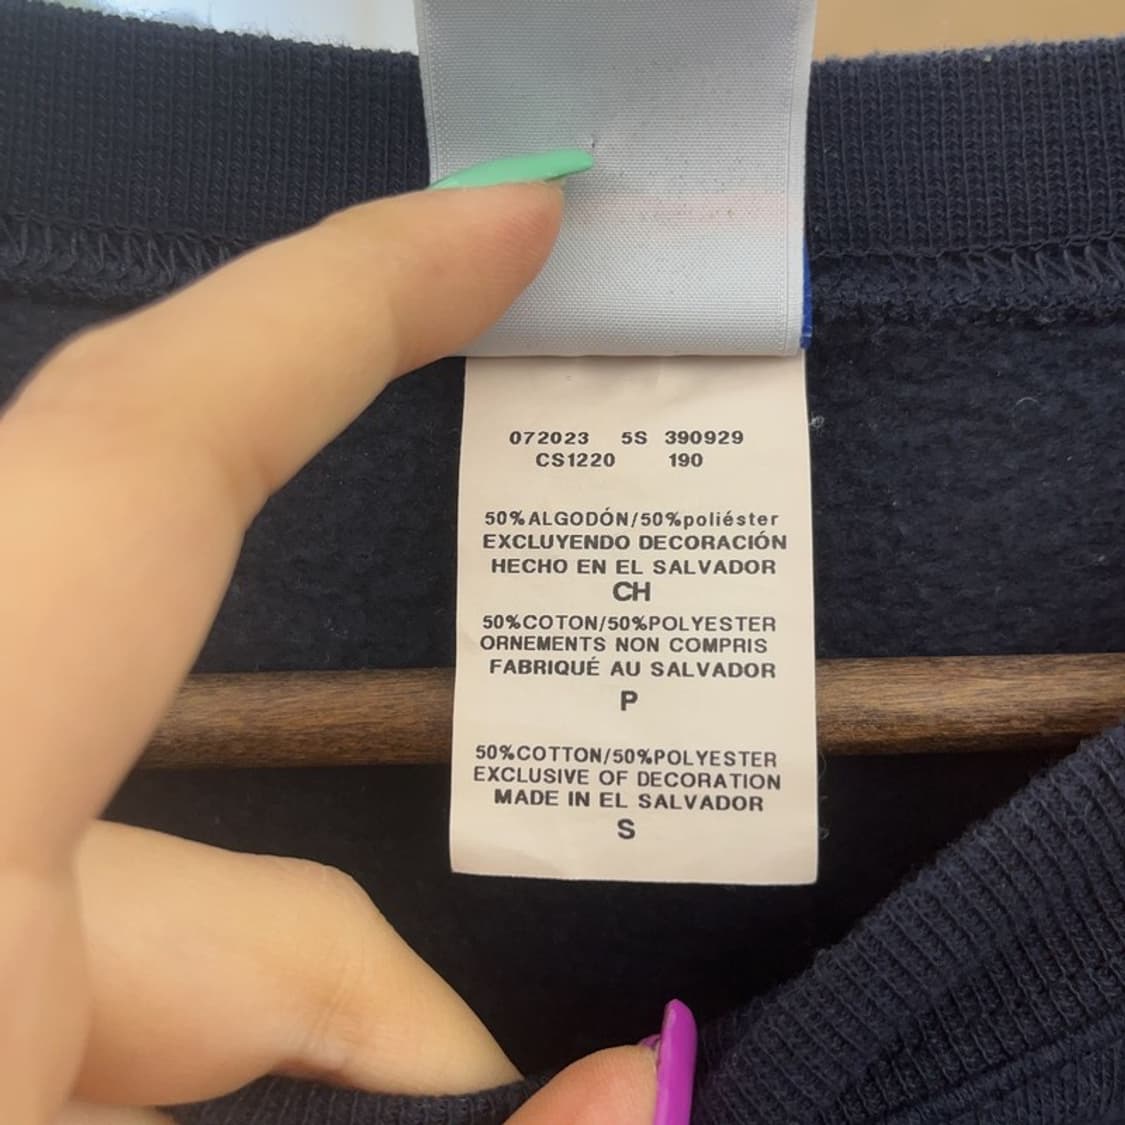 072023 5S 390929
CS1220 190
50%ALGODÓN/50%poliéster
EXCLUYENDO DECORACIÓN
HECHO EN EL SALVADOR
CH
50%COTON/50%POLYESTER
ORNEMENTS NON COMPRIS
FABRIQUÉ AU SALVADOR
P
50%COTTON/50%POLYESTER
EXCLUSIVE OF DECORATION
MADE IN EL SALVADOR
S